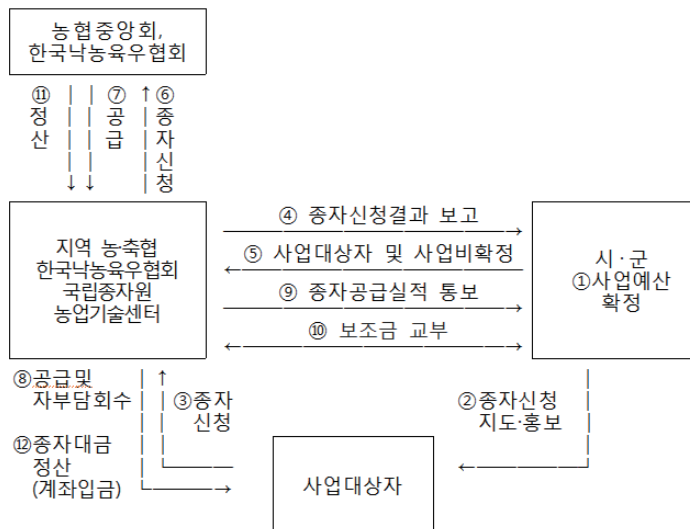 농협중앙회,
한국낙농육우협회
⑪
정
산
⑦
공
급
⑥
종
자
신
청
지역 농·축협
한국낙농육우협회
국립종자원
농업기술센터
④ 종자신청결과 보고
⑤ 사업대상자 및 사업비확정
⑨ 종자공급실적 통보
⑩ 보조금 교부
시·군
①사업예산
확정
⑧공급및
자부담회수
③종자
신청
②종자신청
지도·홍보
⑫종자대금
정산
(계좌입금)
사업대상자